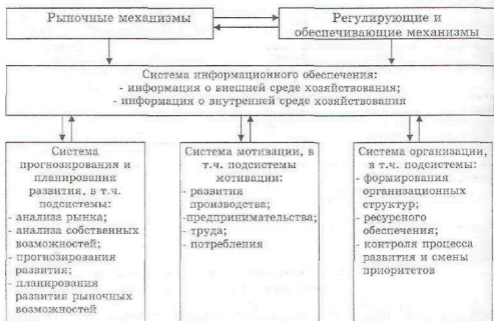 Рыночные механизмы
Регулирующие и
обеспечивающие механизмы
Система информационного обеспечения:
- информация о внешней среде хозяйствования;
- информация о внутренней среде хозяйствования
Система
прогнозирования и
планирования
развития, в т.ч.
подсистемы:
- анализа рынка;
- анализа собственных
возможностей;
- прогнозирования
развития;
- планирования
развития рыночных
возможностей
Система мотивации, в
т.ч. подсистемы
мотивации:
- развития
производства;
-предпринимательства;
- труда;
- потребления
Система организации,
в т.ч. подсистемы:
- формирования
организационных
структур;
- ресурсного
обеспечения;
- контроля процесса
развития и смены
приоритетов